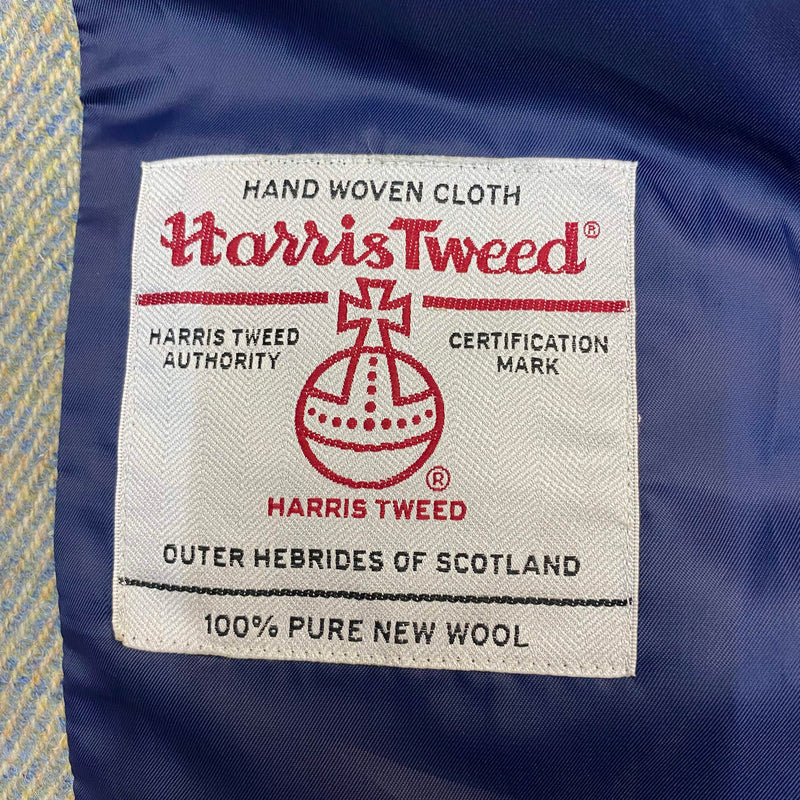 HAND WOVEN CLOTH
Harris Tweed®
HARRIS TWEED AUTHORITY
CERTIFICATION MARK
®
HARRIS TWEED
OUTER HEBRIDES OF SCOTLAND
100% PURE NEW WOOL